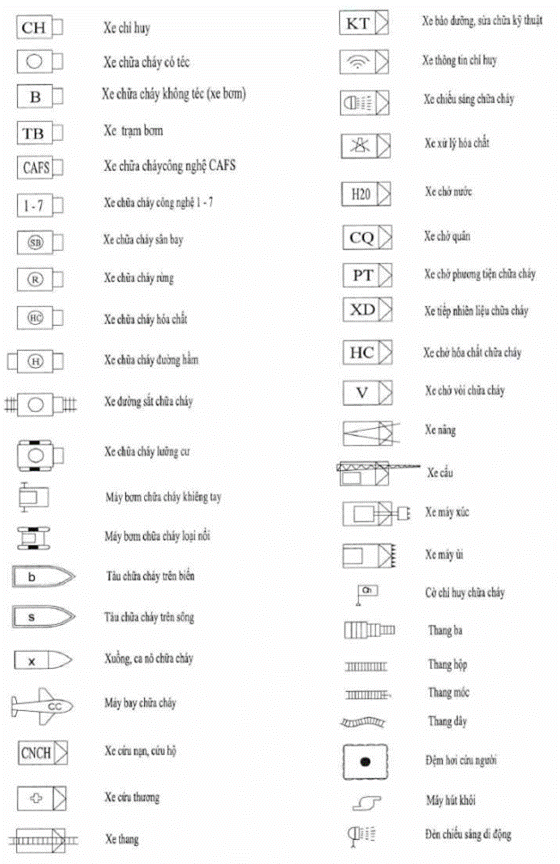 CH Xe chỉ huy
Xe chữa cháy có téc
B Xe chữa cháy không téc (xe bơm)
TB Xe trạm bơm
CAFS Xe chữa cháycông nghệ CAFS
1 - 7 Xe chữa cháy công nghệ 1 - 7
SB Xe chữa cháy sân bay
R Xe chữa cháy rừng
HC Xe chữa cháy hóa chất
H Xe chữa cháy đường hầm
Xe đường sắt chữa cháy
Xe chữa cháy lưỡng cư
Máy bơm chữa cháy khiêng tay
Máy bơm chữa cháy loại nổi
b Tàu chữa cháy trên biển
s Tàu chữa cháy trên sông
x Xuồng, ca nô chữa cháy
CC Máy bay chữa cháy
CNCH Xe cứu nạn, cứu hộ
Xe cứu thương
Xe thang
KT Xe bảo dưỡng, sửa chữa kỹ thuật
Xe thông tin chỉ huy
Xe chiếu sáng chữa cháy
Xe xử lý hóa chất
H20 Xe chở nước
CQ Xe chở quân
PT Xe chở phương tiện chữa cháy
XD Xe tiếp nhiên liệu chữa cháy
HC Xe chở hóa chất chữa cháy
V Xe chở vòi chữa cháy
Xe nâng
Xe cẩu
Xe máy xúc
Xe máy ủi
Ch Cờ chỉ huy chữa cháy
Thang ba
Thang hộp
Thang móc
Thang dây
Đệm hơi cứu người
Máy hút khói
Đèn chiếu sáng di động